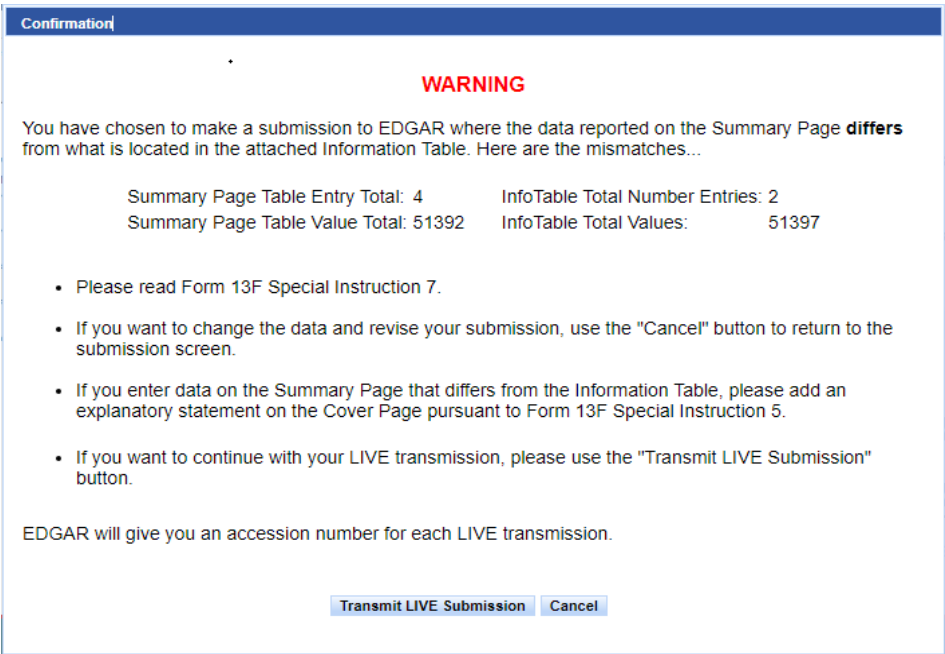 Confirmation
WARNING
You have chosen to make a submission to EDGAR where the data reported on the Summary Page differs
from what is located in the attached Information Table. Here are the mismatches...
Summary Page Table Entry Total: 4 InfoTable Total Number Entries: 2
Summary Page Table Value Total: 51392 InfoTable Total Values: 51397
• Please read Form 13F Special Instruction 7.
• If you want to change the data and revise your submission, use the "Cancel" button to return to the
submission screen.
• If you enter data on the Summary Page that differs from the Information Table, please add an
explanatory statement on the Cover Page pursuant to Form 13F Special Instruction 5.
• If you want to continue with your LIVE transmission, please use the "Transmit LIVE Submission"
button.
EDGAR will give you an accession number for each LIVE transmission.
Transmit LIVE Submission Cancel